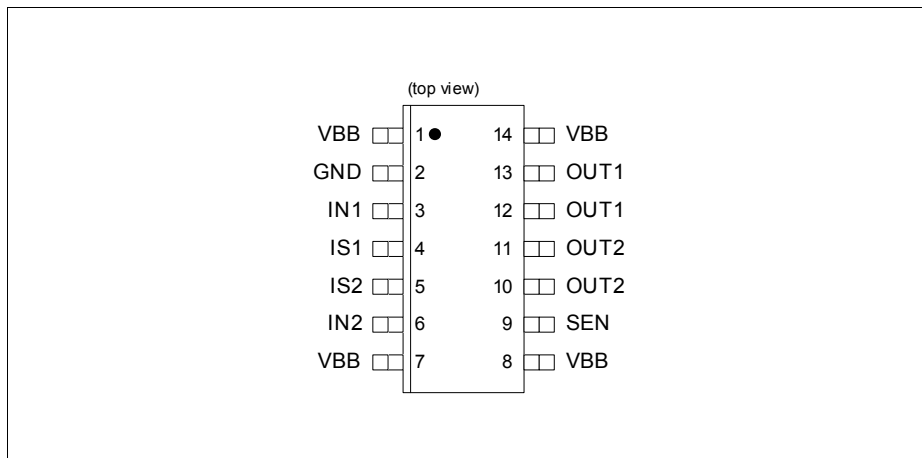 (top view)
VBB 1 14 VBB
GND 2 13 OUT1
IN1 3 12 OUT1
IS1 4 11 OUT2
IS2 5 10 OUT2
IN2 6 9 SEN
VBB 7 8 VBB